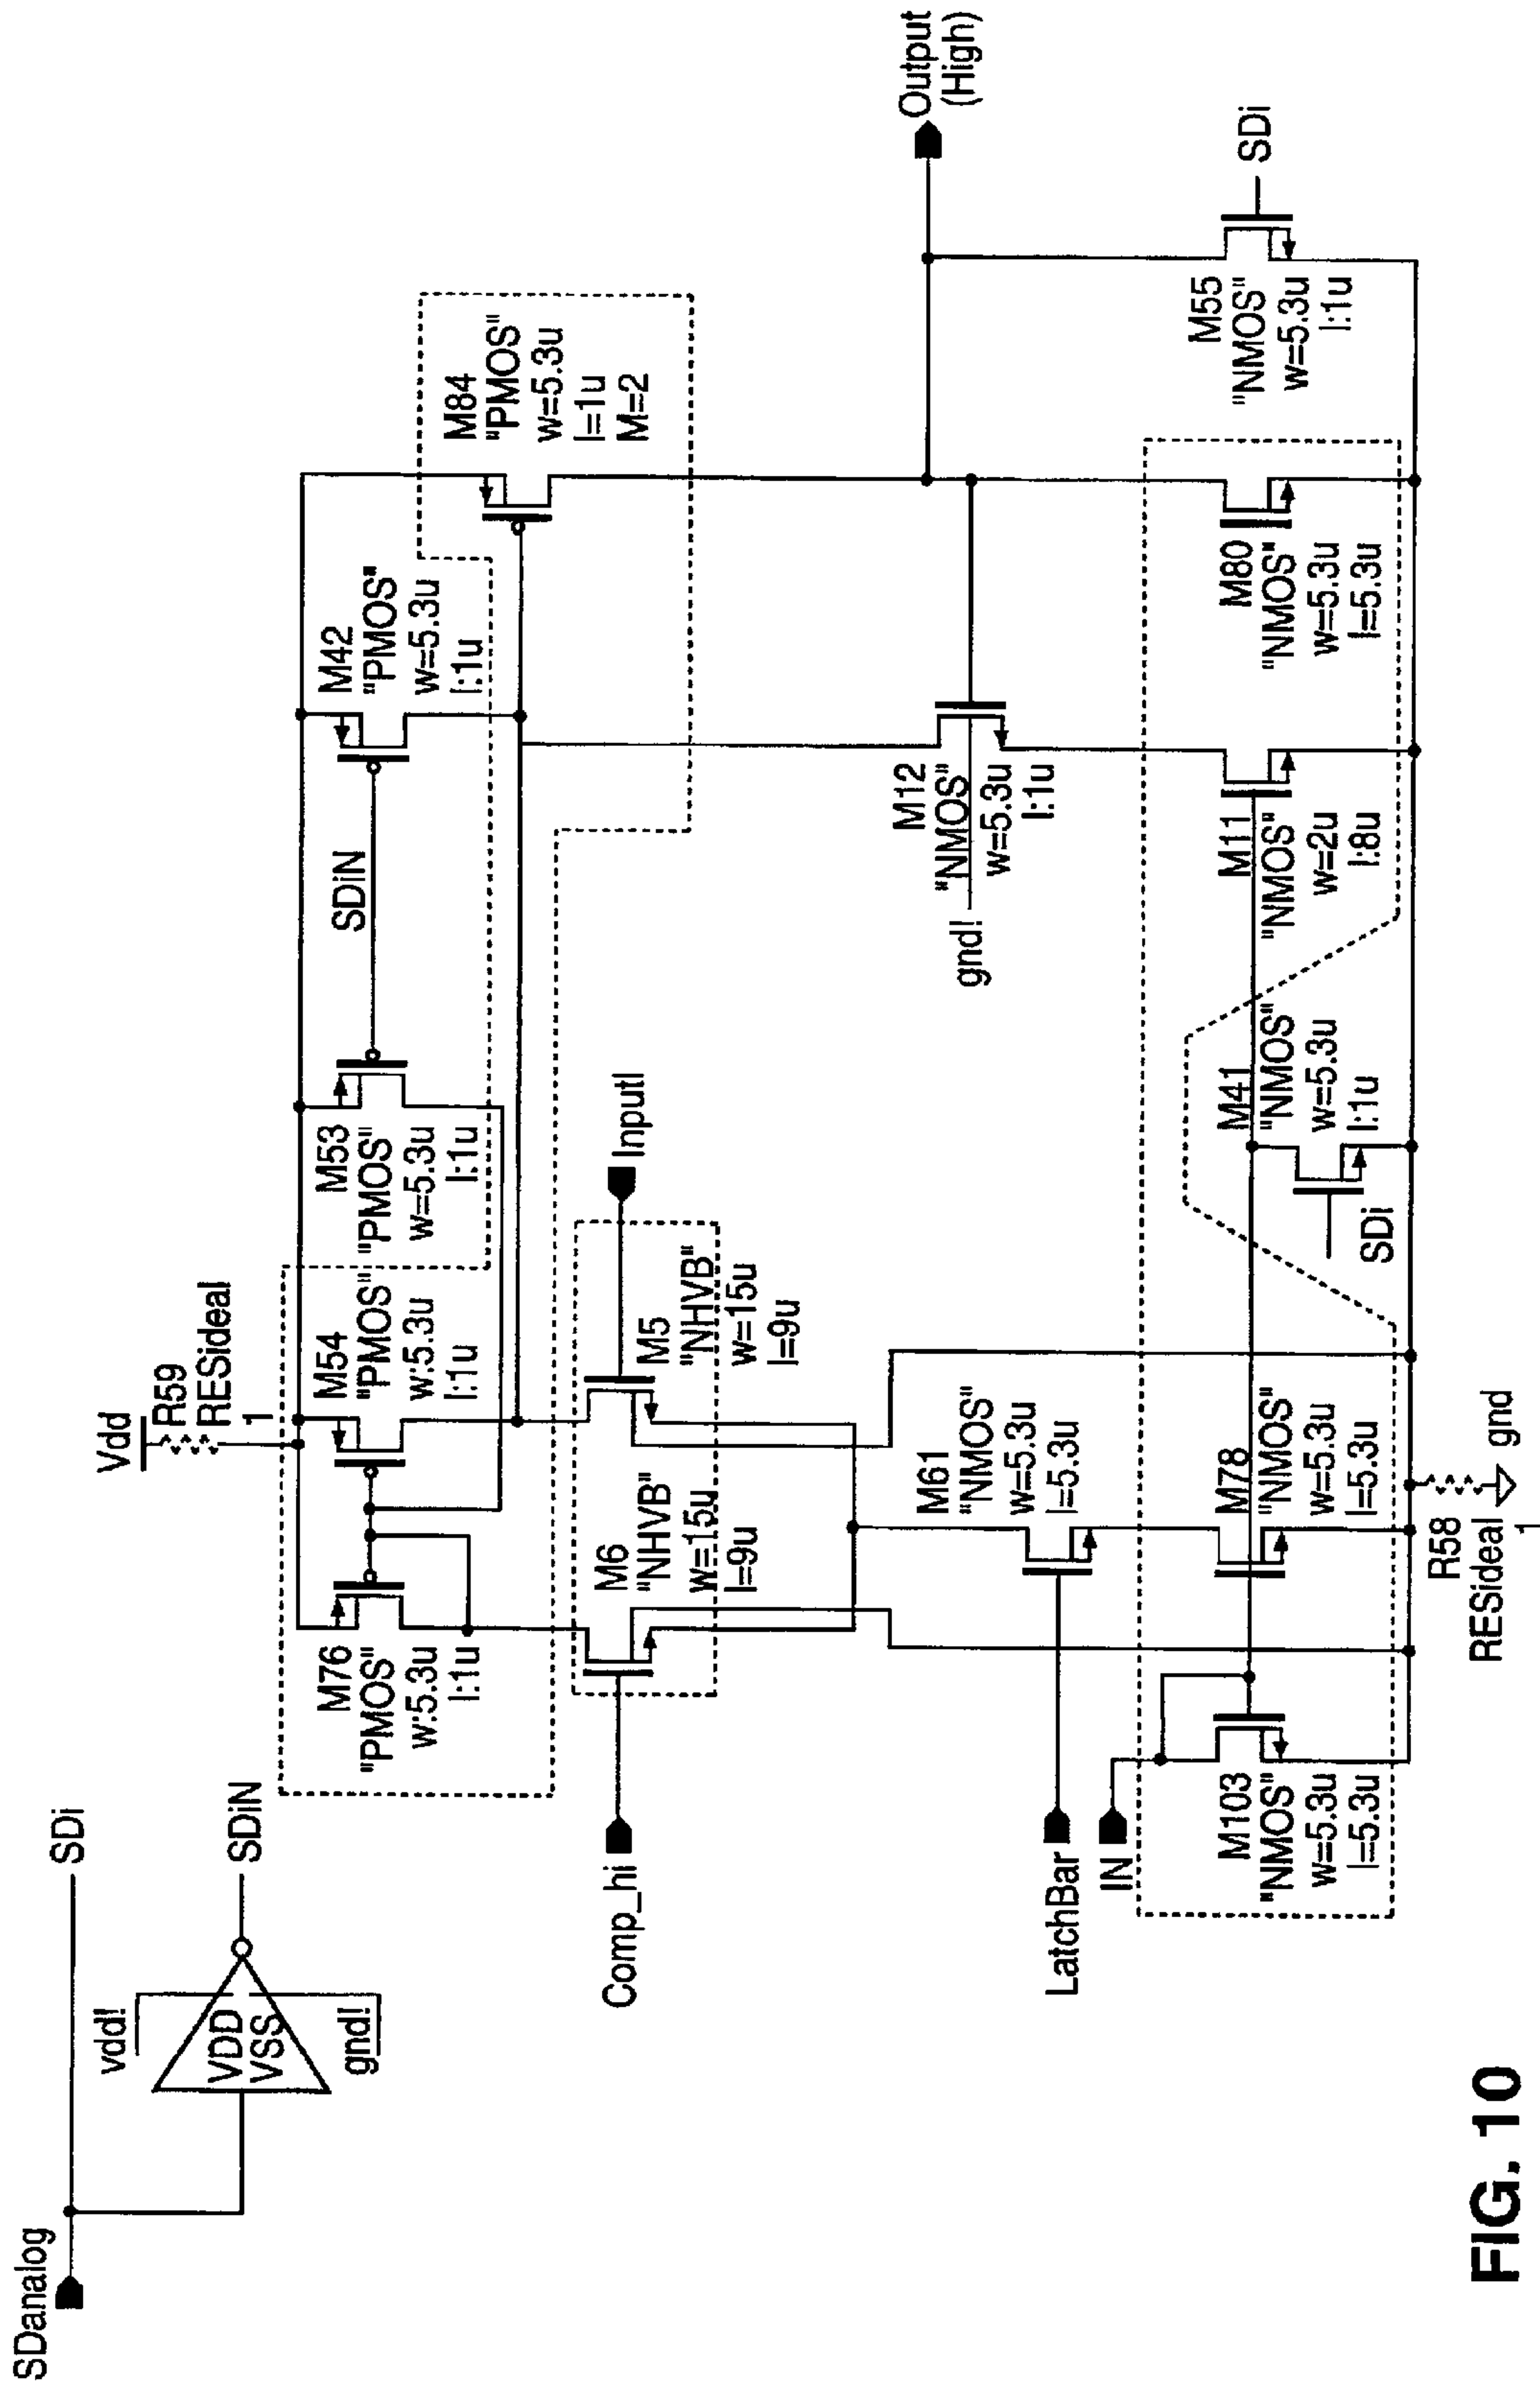 SDanalog
SDi
vdd!
VDD
VSS
gnd!
SDiN
Vdd
R59
RESideal
1
M76
"PMOS"
w:5.3u
l:1u
M54
"PMOS"
w:5.3u
l:1u
M53
"PMOS"
w=5.3u
l:1u
SDiN
M42
"PMOS"
w=5.3u
l:1u
M84
"PMOS"
w=5.3u
l=1u
M=2
Comp_hi
M6
"NHVB"
w=15u
l=9u
M5
"NHVB"
w=15u
l=9u
InputI
M12
"NMOS"
w=5.3u
l:1u
gnd!
Output
(High)
LatchBar
IN
M61
"NMOS"
w=5.3u
l=5.3u
M103
"NMOS"
w=5.3u
l=5.3u
M78
"NMOS"
w=5.3u
l=5.3u
M41
"NMOS"
w=5.3u
l:1u
SDi
M11
"NMOS"
w=2u
l:8u
M80
"NMOS"
w=5.3u
l=5.3u
M55
"NMOS"
w=5.3u
l:1u
SDi
R58
RESideal
1
gnd
FIG. 10